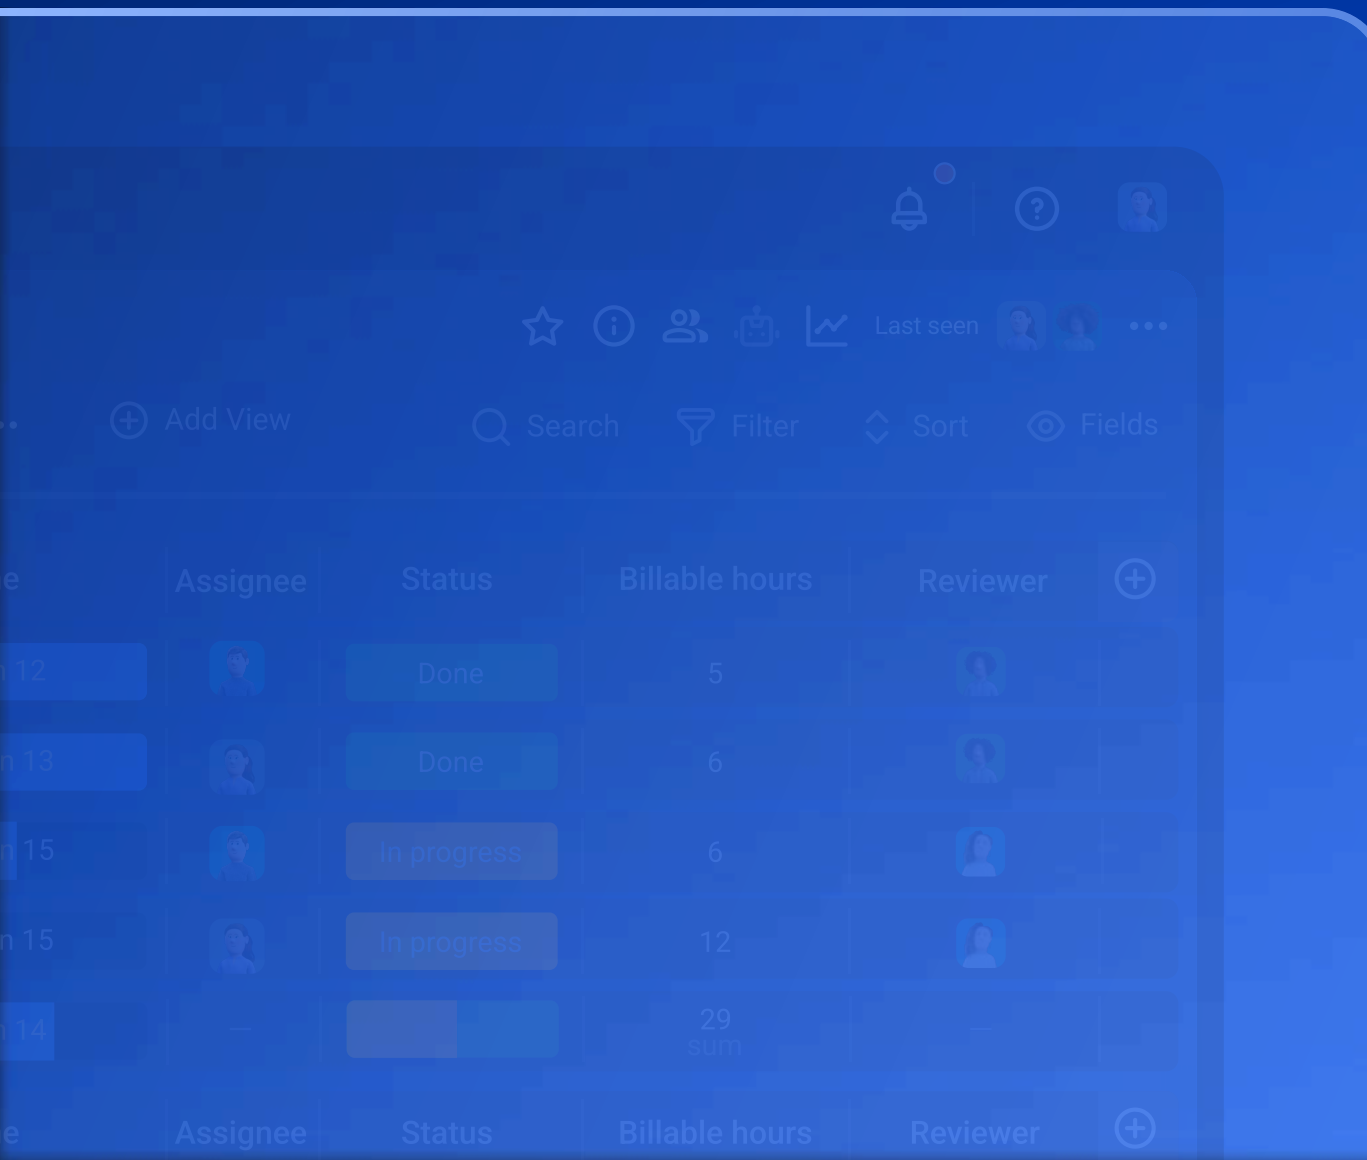 Last seen
Add View Search Filter Sort Fields
Assignee Status Billable hours Reviewer
12 Done 5
13 Done 6
15 In progress 6
15 In progress 12
14 29
sum
Assignee Status Billable hours Reviewer